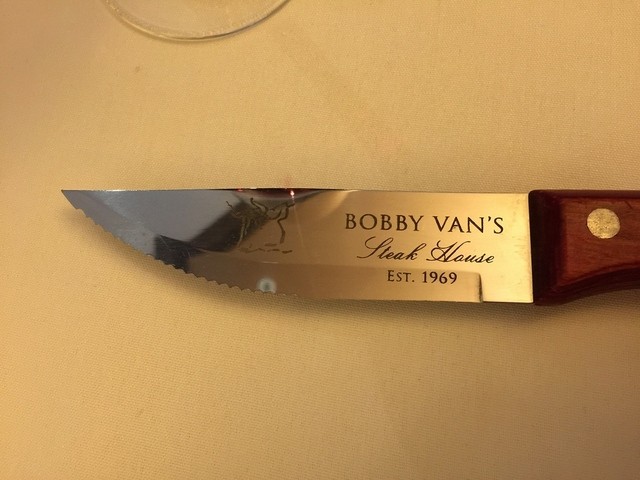 BOBBY VAN'S
Steak House
EST. 1969